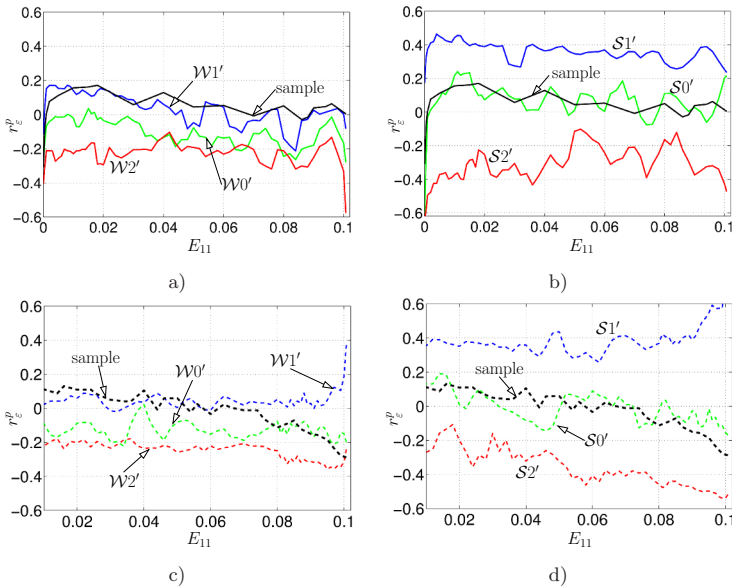 0.6
0.4
0.2
0
−0.2
−0.4
−0.6
r_ε^p
0
0.02
0.04
0.06
0.08
0.1
E₁₁
𝒲1′
sample
𝒲2′
𝒲0′
a)
0.6
0.4
0.2
0
−0.2
−0.4
−0.6
r_ε^p
0
0.02
0.04
0.06
0.08
0.1
E₁₁
𝒮1′
sample
𝒮0′
𝒮2′
b)
0.6
0.4
0.2
0
−0.2
−0.4
−0.6
r_ε^p
0.02
0.04
0.06
0.08
0.1
E₁₁
sample
𝒲0′
𝒲1′
𝒲2′
c)
0.6
0.4
0.2
0
−0.2
−0.4
−0.6
r_ε^p
0.02
0.04
0.06
0.08
0.1
E₁₁
𝒮1′
sample
𝒮0′
𝒮2′
d)